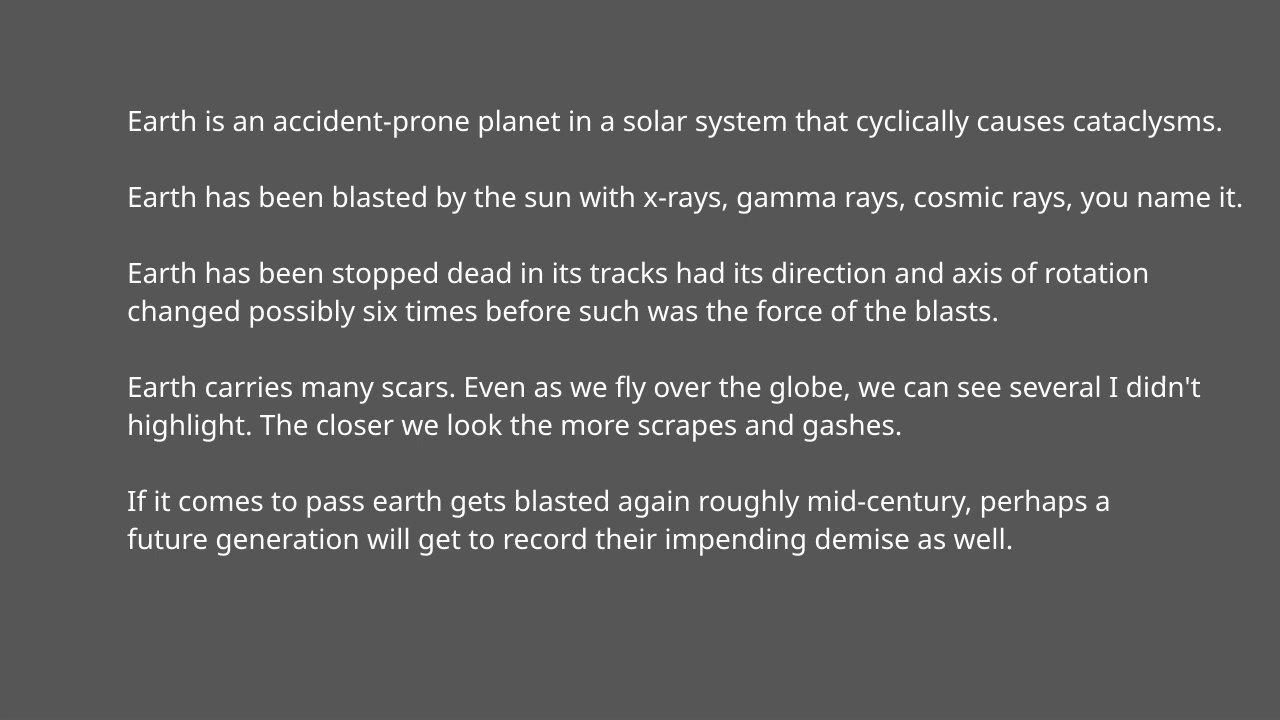 Earth is an accident-prone planet in a solar system that cyclically causes cataclysms.
Earth has been blasted by the sun with x-rays, gamma rays, cosmic rays, you name it.
Earth has been stopped dead in its tracks had its direction and axis of rotation
changed possibly six times before such was the force of the blasts.
Earth carries many scars. Even as we fly over the globe, we can see several I didn't
highlight. The closer we look the more scrapes and gashes.
If it comes to pass earth gets blasted again roughly mid-century, perhaps a
future generation will get to record their impending demise as well.